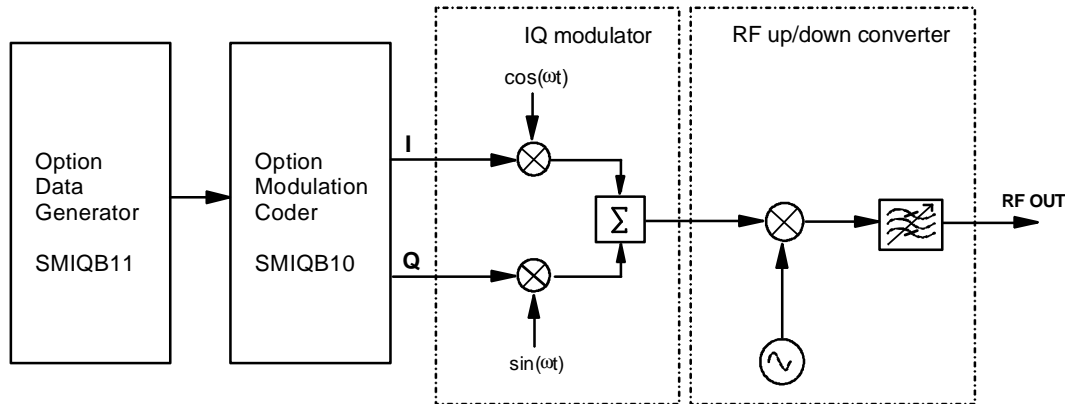 IQ modulator
RF up/down converter
cos(ωt)
Option
Data
Generator
SMIQB11
Option
Modulation
Coder
SMIQB10
I
Q
Σ
sin(ωt)
RF OUT